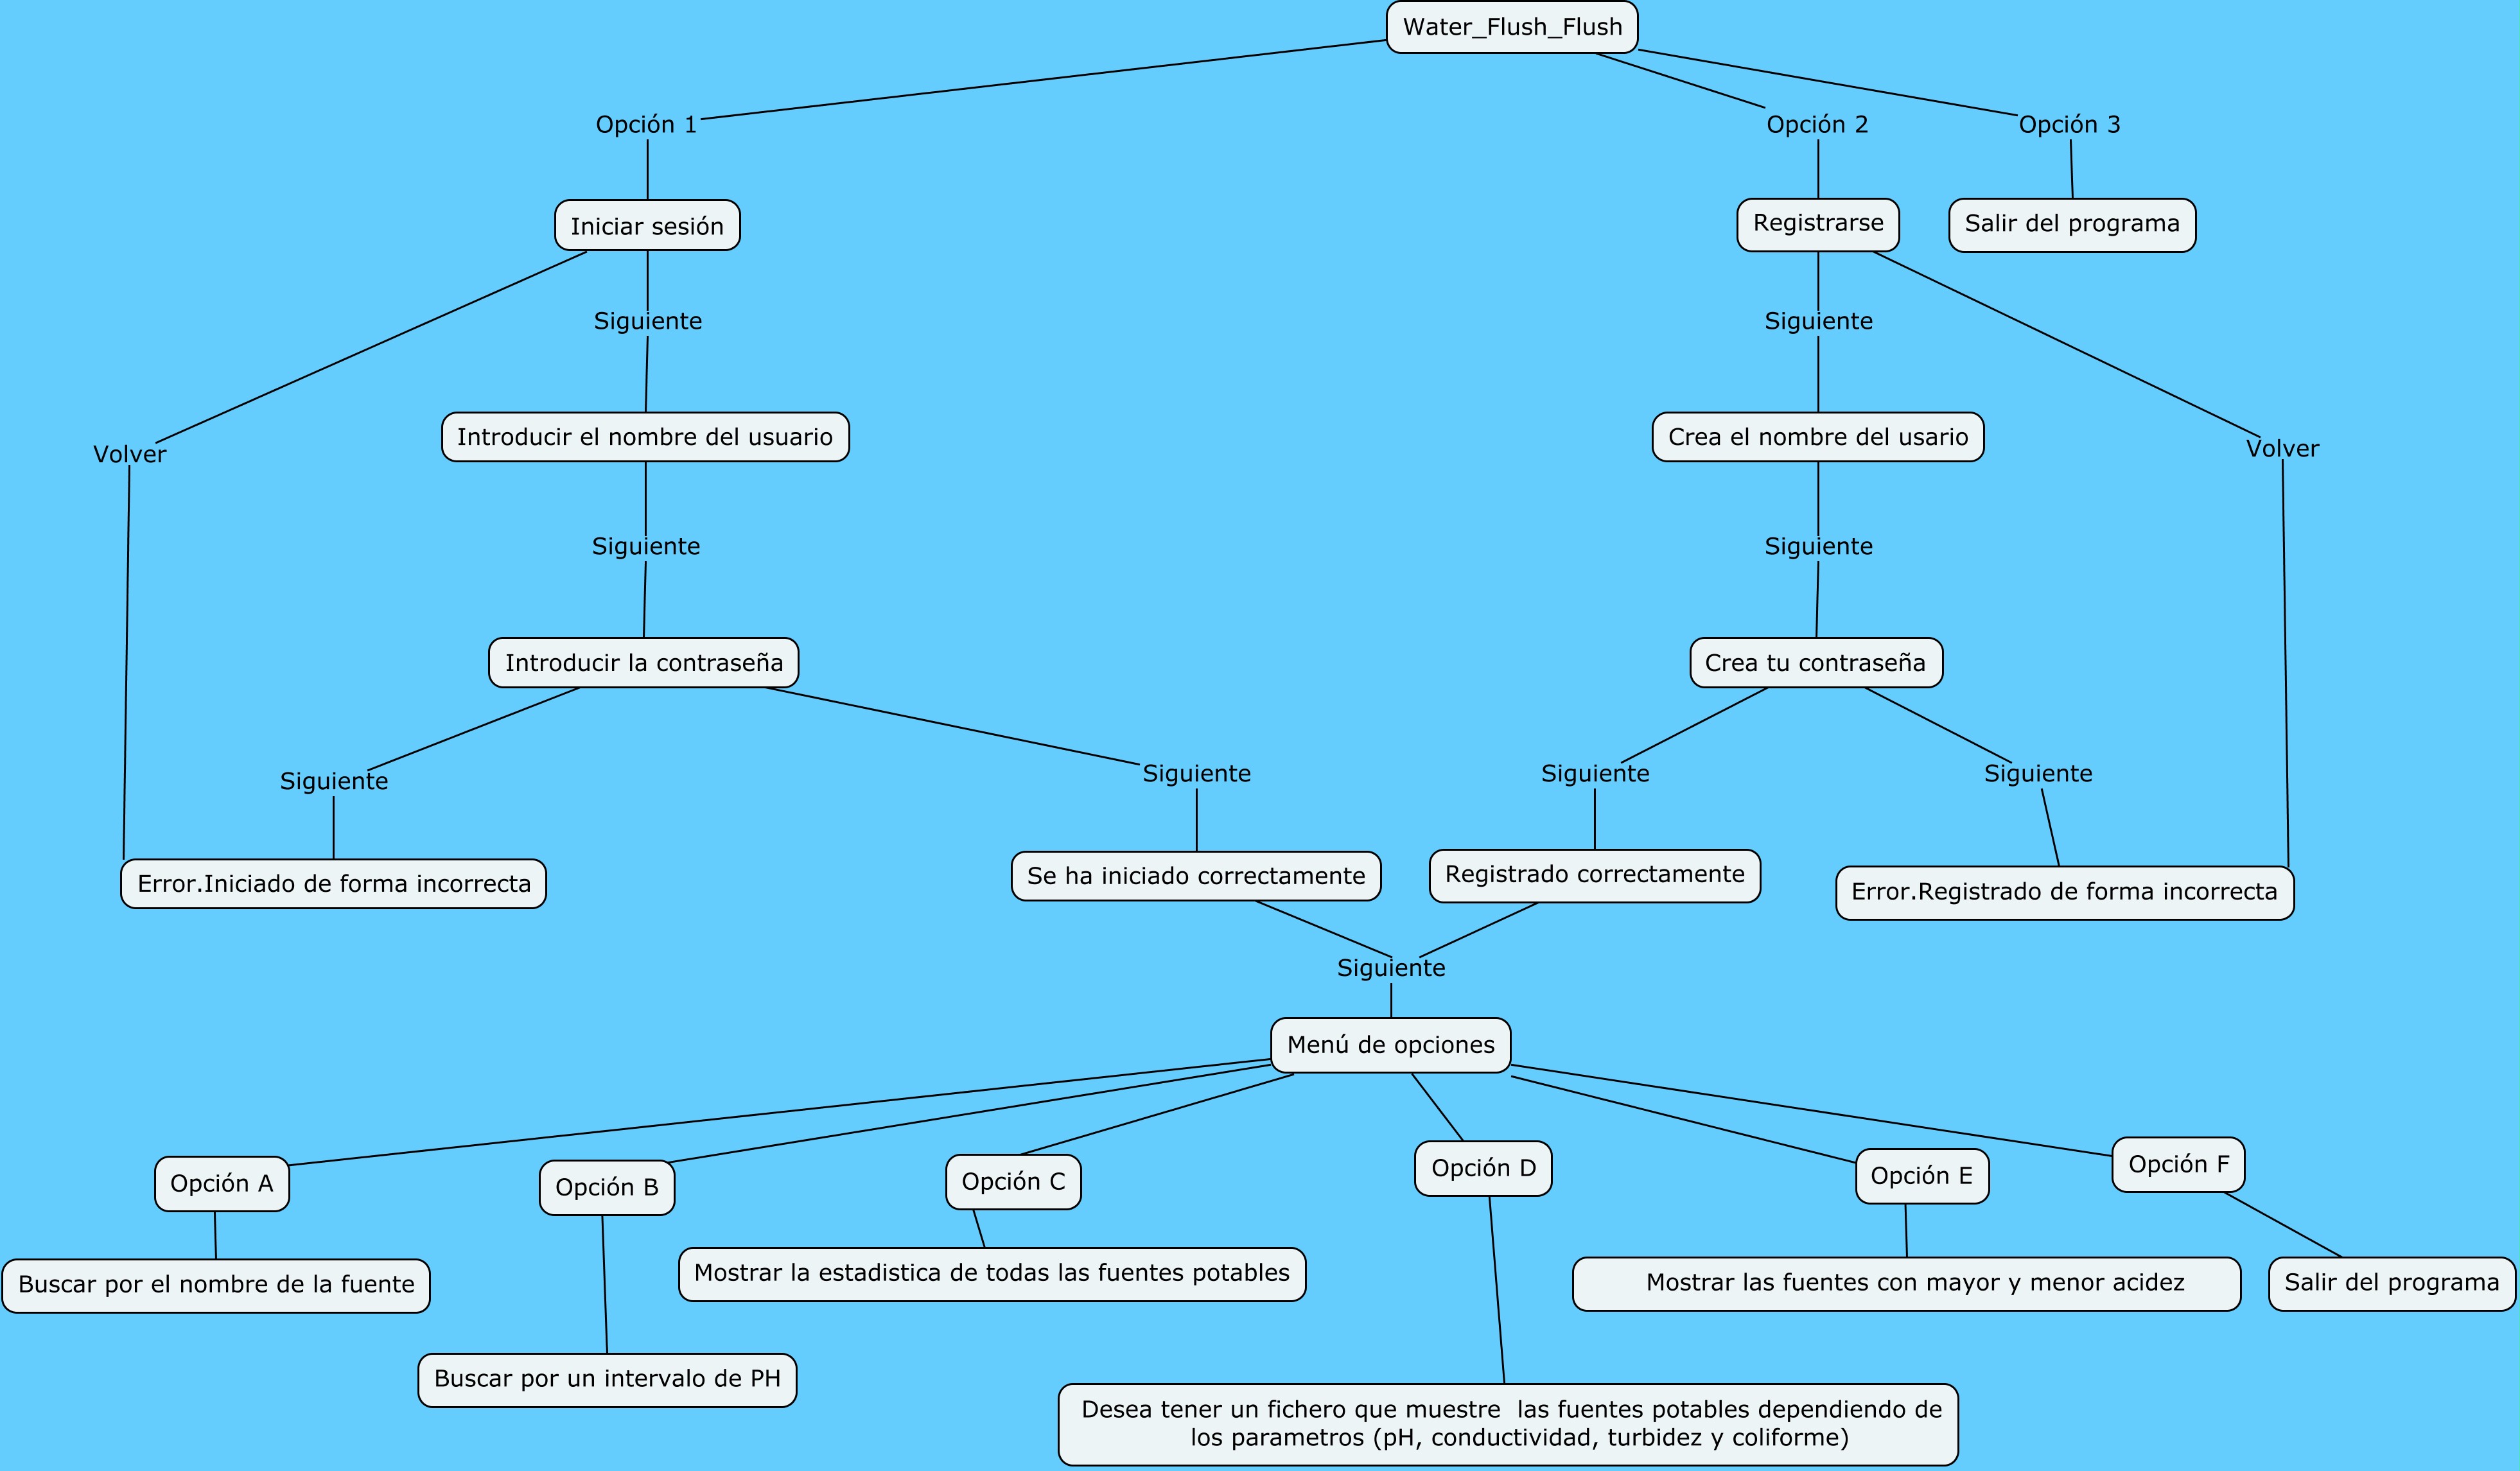 Water_Flush_Flush
Opción 1
Opción 2
Opción 3
Iniciar sesión
Registrarse
Salir del programa
Siguiente
Siguiente
Introducir el nombre del usuario
Crea el nombre del usario
Volver
Volver
Siguiente
Siguiente
Introducir la contraseña
Crea tu contraseña
Siguiente
Siguiente
Siguiente
Siguiente
Error.Iniciado de forma incorrecta
Se ha iniciado correctamente
Registrado correctamente
Error.Registrado de forma incorrecta
Siguiente
Menú de opciones
Opción A
Opción B
Opción C
Opción D
Opción E
Opción F
Buscar por el nombre de la fuente
Mostrar la estadistica de todas las fuentes potables
Mostrar las fuentes con mayor y menor acidez
Salir del programa
Buscar por un intervalo de PH
Desea tener un fichero que muestre  las fuentes potables dependiendo de
los parametros (pH, conductividad, turbidez y coliforme)